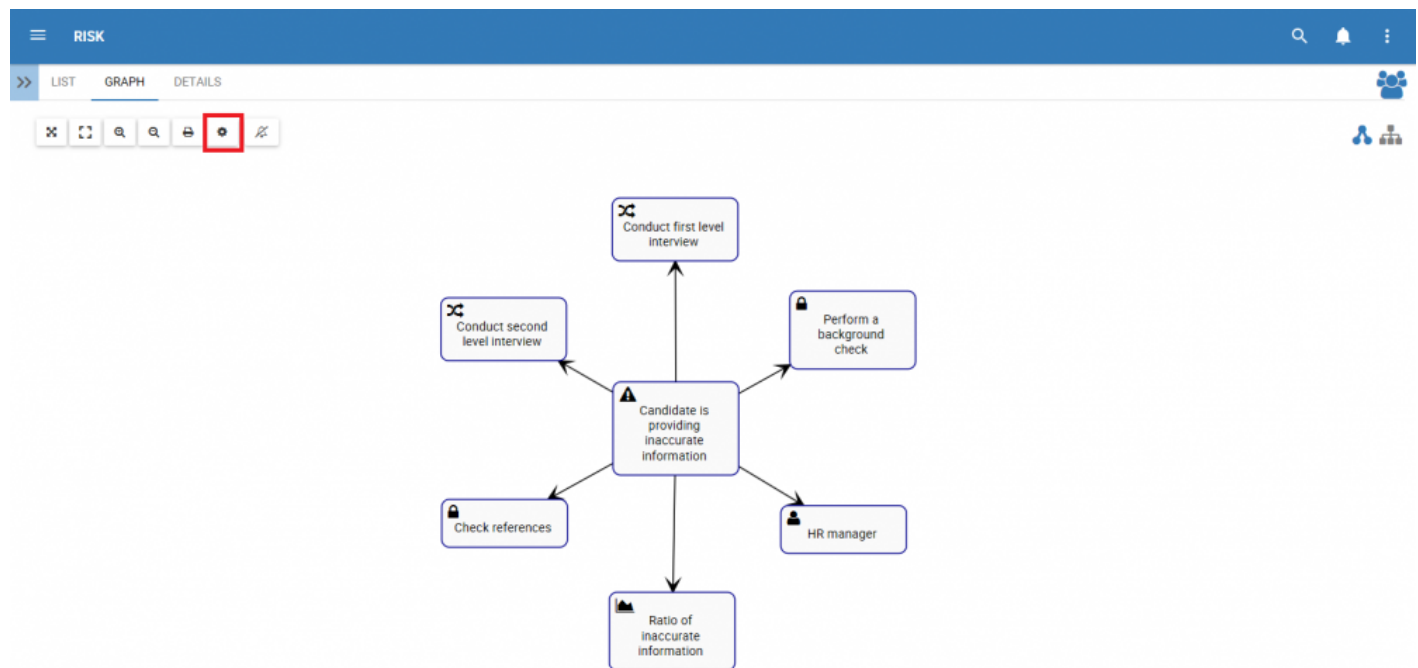 RISK
LIST GRAPH DETAILS
Conduct first level
interview
Conduct second
level interview
Perform a
background
check
Candidate is
providing
inaccurate
information
Check references
HR manager
Ratio of
inaccurate
information